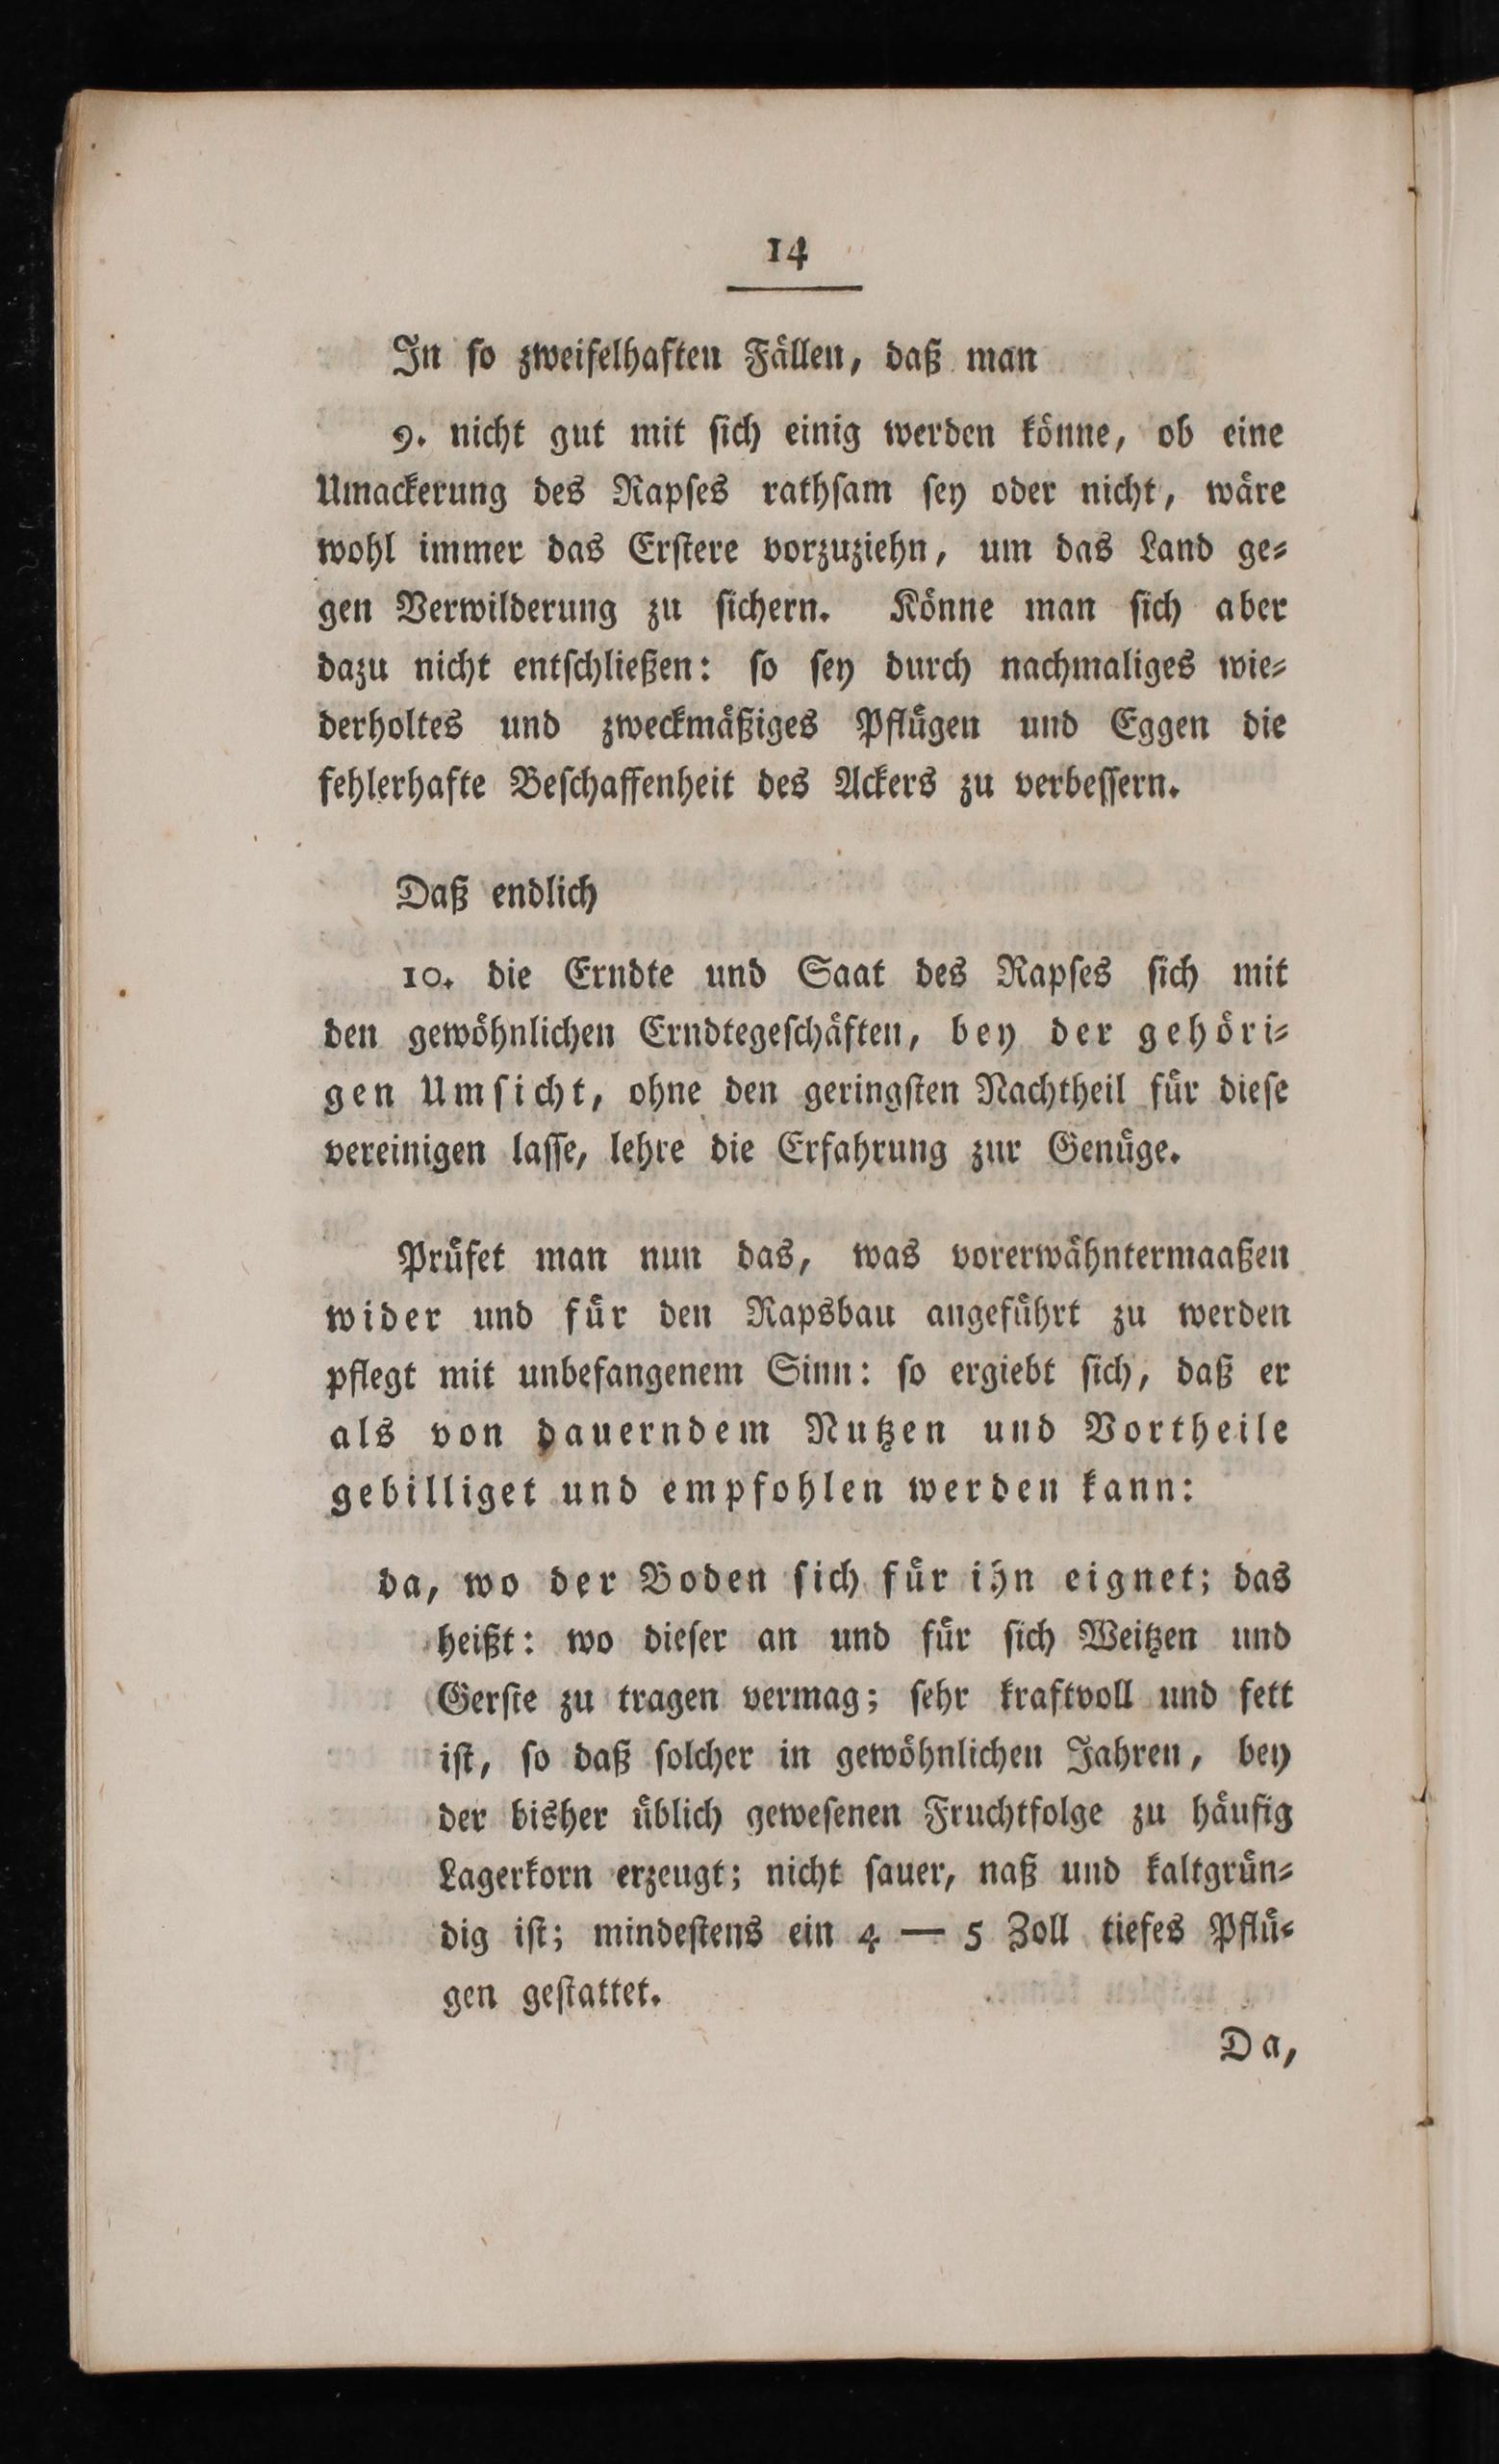 14
In ſo zweifelhaften Fällen, daß man
9. nicht gut mit ſich einig werden könne, ob eine
Umackerung des Rapſes rathſam ſey oder nicht, wäre
wohl immer das Erſtere vorzuziehn, um das Land ge⸗
gen Verwilderung zu ſichern. Könne man ſich aber
dazu nicht entſchließen: ſo ſey durch nachmaliges wie⸗
derholtes und zweckmäßiges Pflügen und Eggen die
fehlerhafte Beſchaffenheit des Ackers zu verbeſſern.
Daß endlich
10. die Erndte und Saat des Rapſes ſich mit
den gewöhnlichen Erndtegeſchäften, bey der gehöri⸗
gen Umſicht, ohne den geringſten Nachtheil für dieſe
vereinigen laſſe, lehre die Erfahrung zur Genüge.
Prüfet man nun das, was vorerwähntermaaßen
wider und für den Rapsbau angeführt zu werden
pflegt mit unbefangenem Sinn: ſo ergiebt ſich, daß er
als von dauerndem Nutzen und Vortheile
gebilliget und empfohlen werden kann:
da, wo der Boden ſich für ihn eignet; das
heißt: wo dieſer an und für ſich Weitzen und
Gerſte zu tragen vermag; ſehr kraftvoll und fett
iſt, ſo daß ſolcher in gewöhnlichen Jahren, bey
der bisher üblich geweſenen Fruchtfolge zu häufig
Lagerkorn erzeugt; nicht ſauer, naß und kaltgrün⸗
dig iſt; mindeſtens ein 4 — 5 Zoll tiefes Pflü⸗
gen geſtattet.
Da,